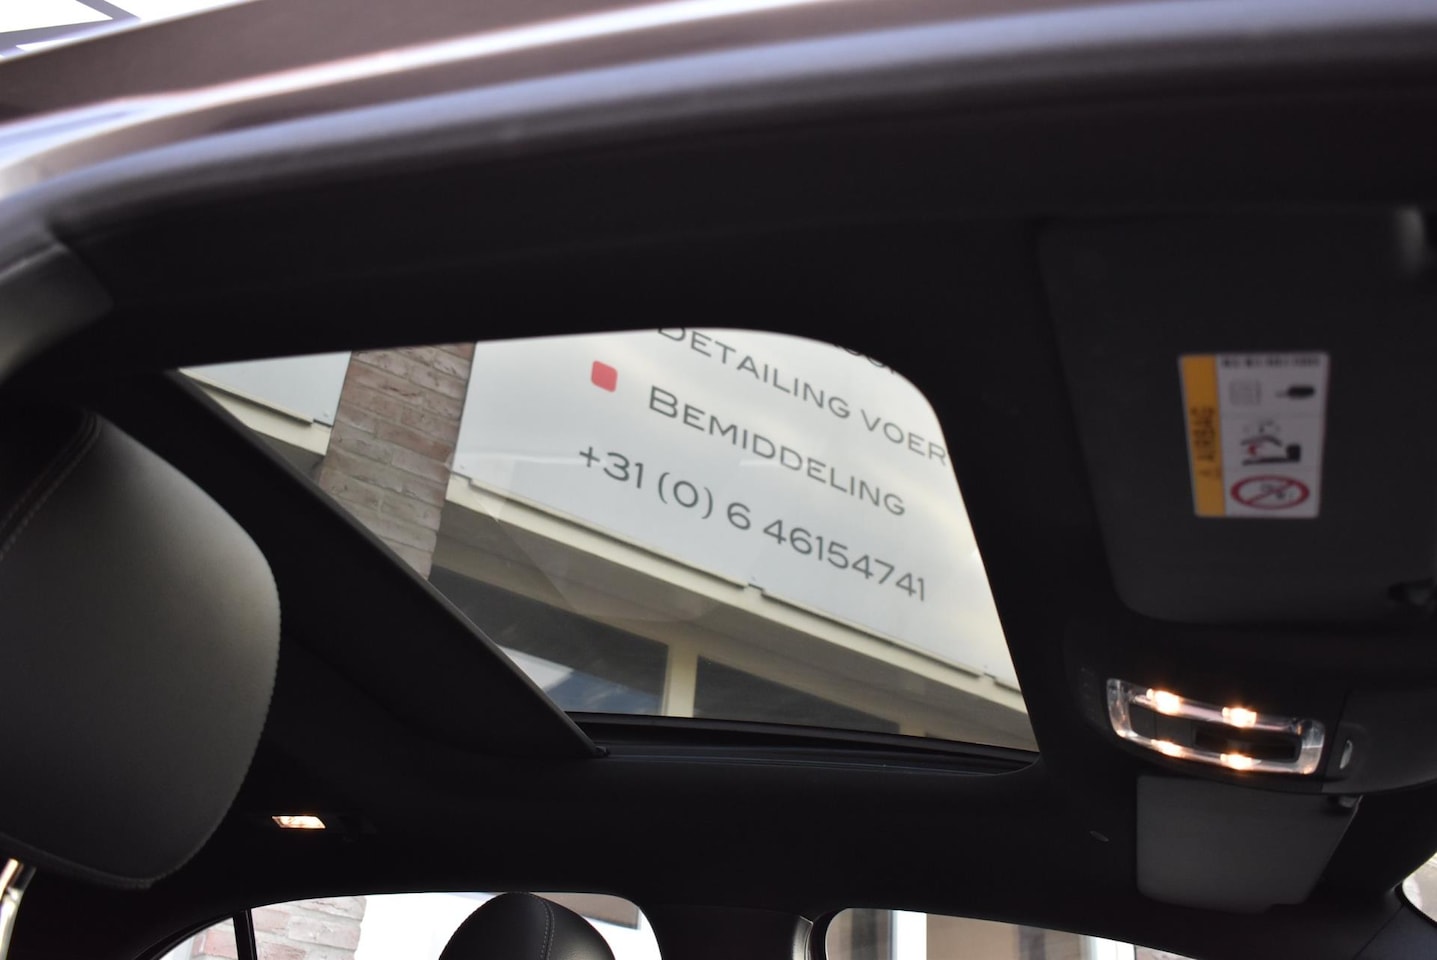 DETAILING VOER
BEMIDDELING
+31 (0) 6 46154741
AIRBAG